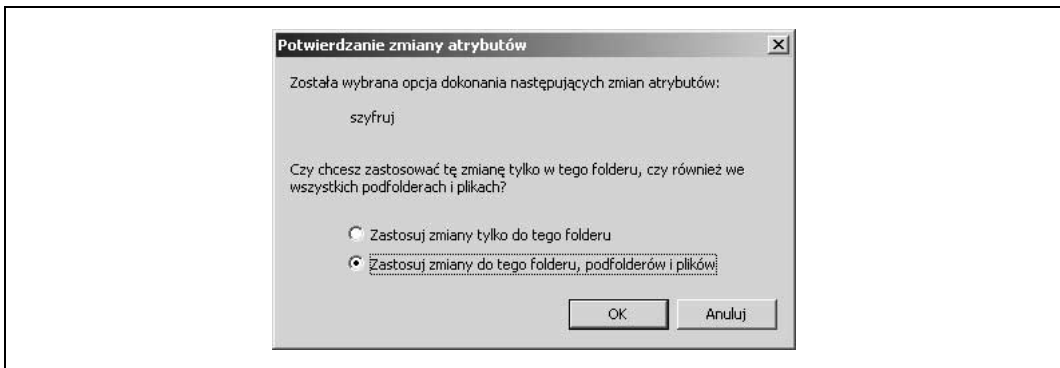 Potwierdzanie zmiany atrybutów
Została wybrana opcja dokonania następujących zmian atrybutów:
szyfruj
Czy chcesz zastosować tę zmianę tylko w tego folderu, czy również we
wszystkich podfolderach i plikach?
Zastosuj zmiany tylko do tego folderu
Zastosuj zmiany do tego folderu, podfolderów i plików
OK Anuluj